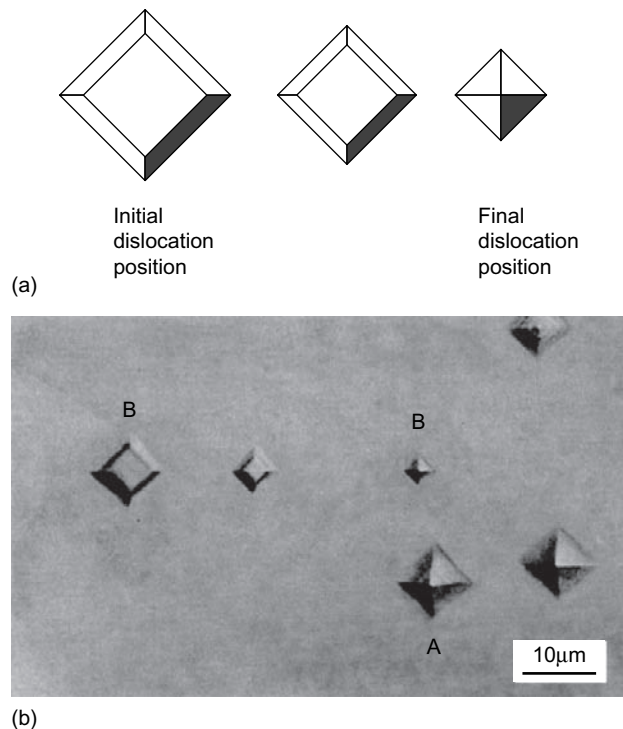 Initial
dislocation
position
Final
dislocation
position
(a)
B
B
A
10μm
(b)